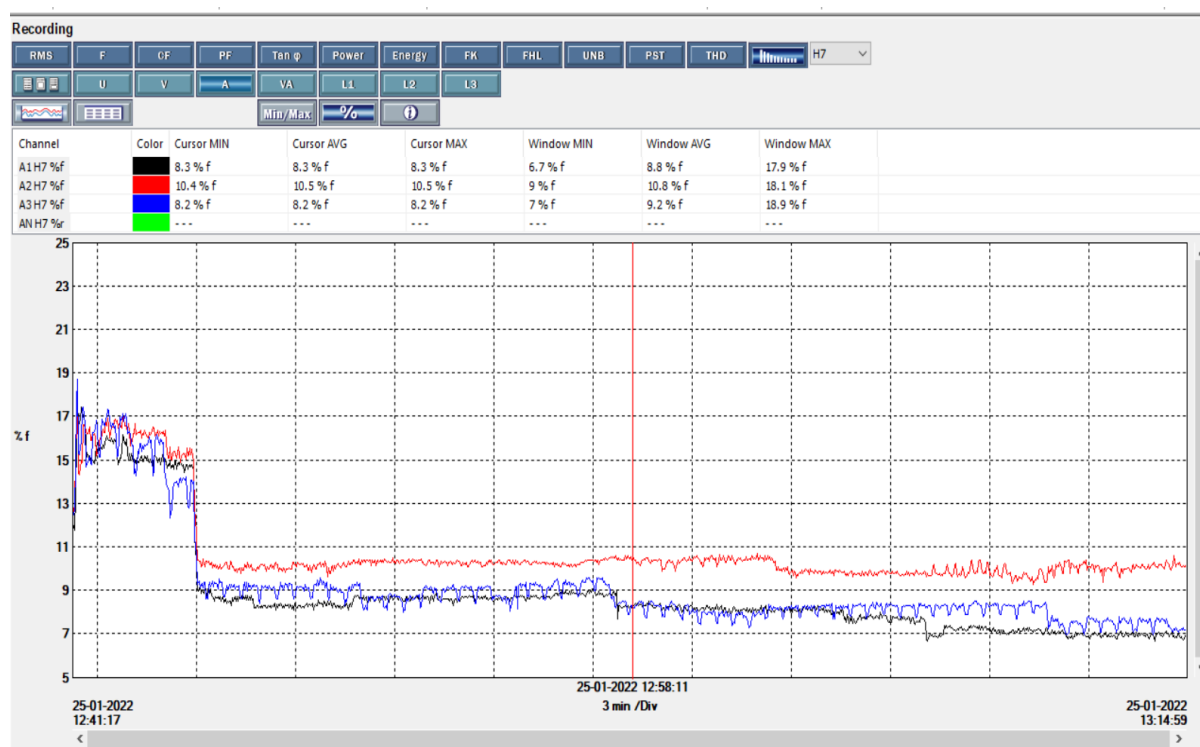 Recording
RMS F CF PF Tan φ Power Energy FK FHL UNB PST THD H7
U V A VA L1 L2 L3
Min/Max %
Channel Color Cursor MIN Cursor AVG Cursor MAX Window MIN Window AVG Window MAX
A1 H7 %f 8.3 % f 8.3 % f 8.3 % f 6.7 % f 8.8 % f 17.9 % f
A2 H7 %f 10.4 % f 10.5 % f 10.5 % f 9 % f 10.8 % f 18.1 % f
A3 H7 %f 8.2 % f 8.2 % f 8.2 % f 7 % f 9.2 % f 18.9 % f
AN H7 %r - - - - - - - - - - - - - - - - - -
25
23
21
19
17
% f
15
13
11
9
7
5
25-01-2022 12:58:11
25-01-2022 3 min /Div 25-01-2022
12:41:17 13:14:59